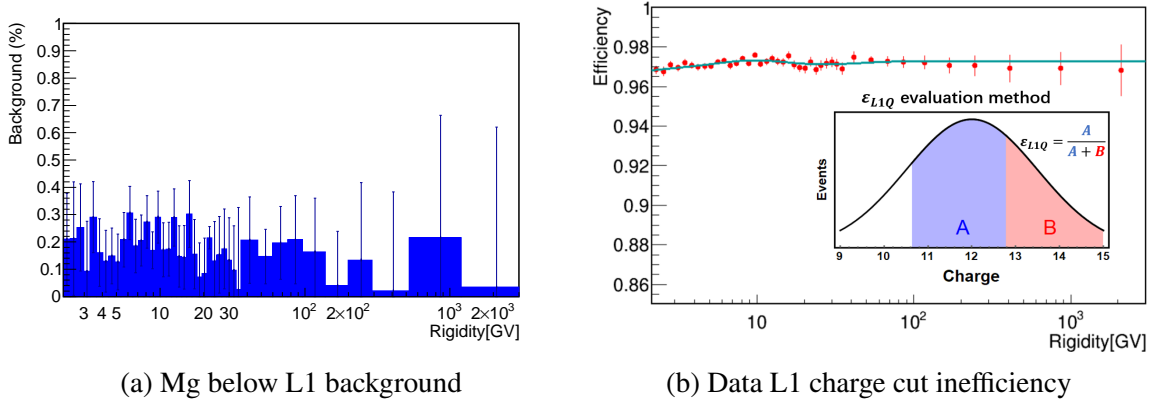 Background (%)
1
0.9
0.8
0.7
0.6
0.5
0.4
0.3
0.2
0.1
0
3 4 5 10 20 30 10² 2×10² 10³ 2×10³
Rigidity[GV]
(a) Mg below L1 background
Efficiency
1
0.98
0.96
0.94
0.92
0.9
0.88
0.86
10 10² 10³
Rigidity[GV]
ε_L1Q evaluation method
ε_L1Q = A / A + B
Events
A B
9 10 11 12 13 14 15
Charge
(b) Data L1 charge cut inefficiency